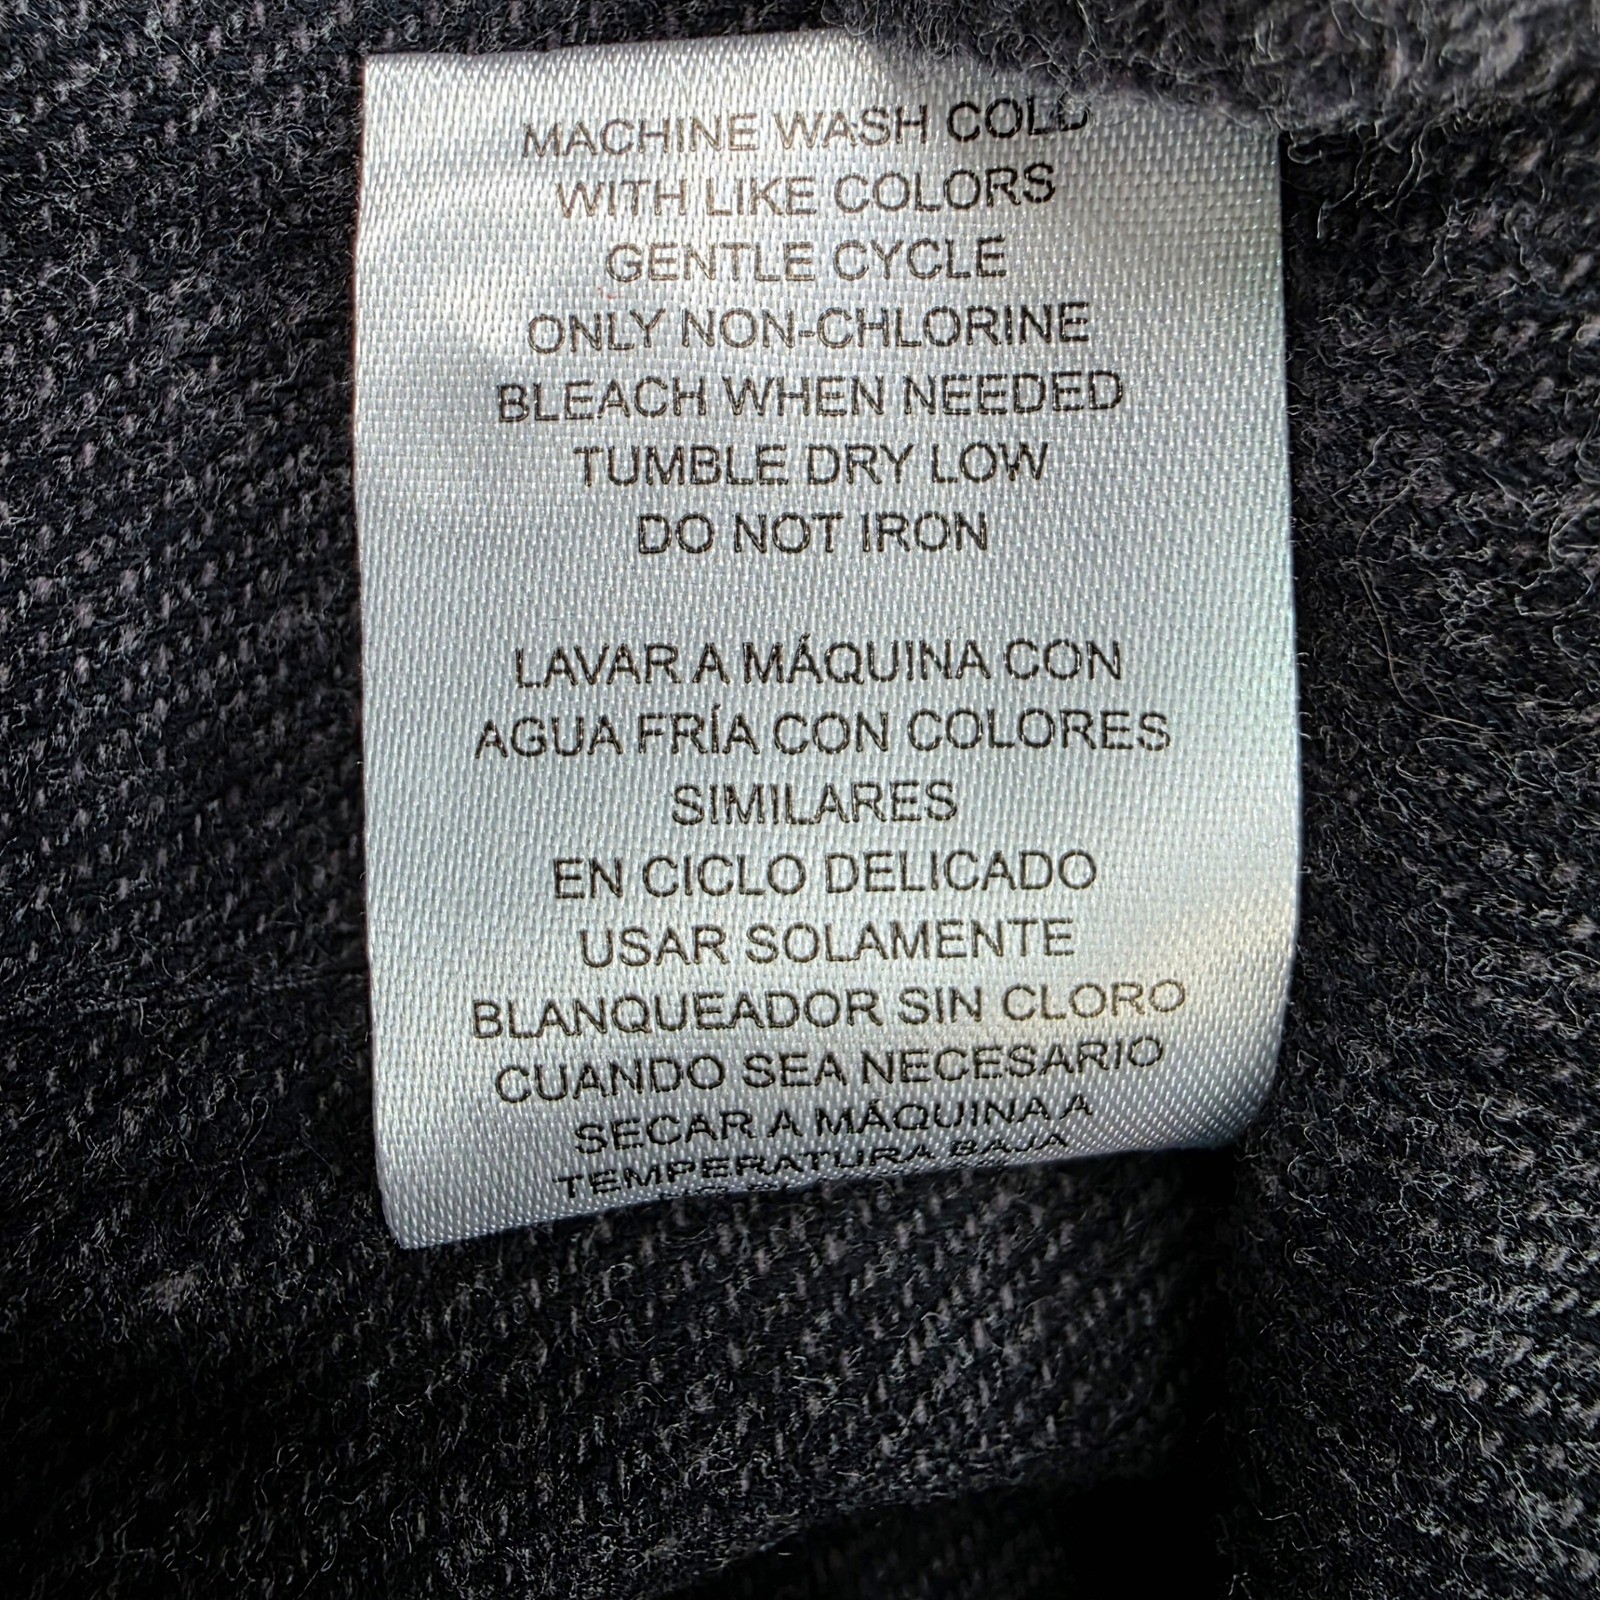 MACHINE WASH COLD
WITH LIKE COLORS
GENTLE CYCLE
ONLY NON-CHLORINE
BLEACH WHEN NEEDED
TUMBLE DRY LOW
DO NOT IRON
LAVAR A MÁQUINA CON
AGUA FRÍA CON COLORES
SIMILARES
EN CICLO DELICADO
USAR SOLAMENTE
BLANQUEADOR SIN CLORO
CUANDO SEA NECESARIO
SECAR A MÁQUINA A
TEMPERATURA BAJA